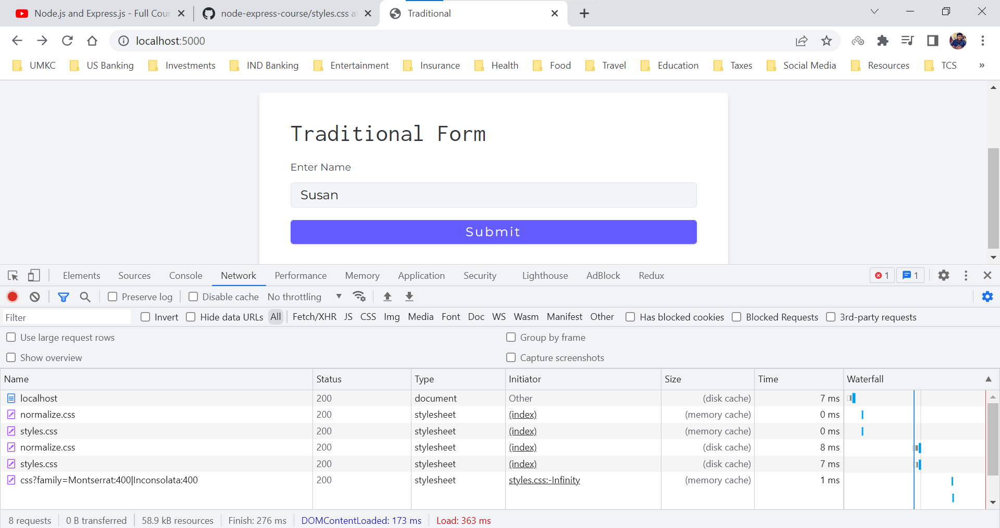 Node.js and Express.js - Full Cour
node-express-course/styles.css at
Traditional
localhost:5000
UMKC US Banking Investments IND Banking Entertainment Insurance Health Food Travel Education Taxes Social Media Resources TCS »
Traditional Form
Enter Name
Susan
Submit
Elements Sources Console Network Performance Memory Application Security Lighthouse AdBlock Redux 1 1
Preserve log Disable cache No throttling
Filter Invert Hide data URLs All Fetch/XHR JS CSS Img Media Font Doc WS Wasm Manifest Other Has blocked cookies Blocked Requests 3rd-party requests
Use large request rows Group by frame
Show overview Capture screenshots
Name Status Type Initiator Size Time Waterfall
localhost 200 document Other (disk cache) 7 ms
normalize.css 200 stylesheet (index) (memory cache) 0 ms
styles.css 200 stylesheet (index) (memory cache) 0 ms
normalize.css 200 stylesheet (index) (disk cache) 8 ms
styles.css 200 stylesheet (index) (disk cache) 7 ms
css?family=Montserrat:400|Inconsolata:400 200 stylesheet styles.css:-Infinity (memory cache) 1 ms
8 requests 0 B transferred 58.9 kB resources Finish: 276 ms DOMContentLoaded: 173 ms Load: 363 ms